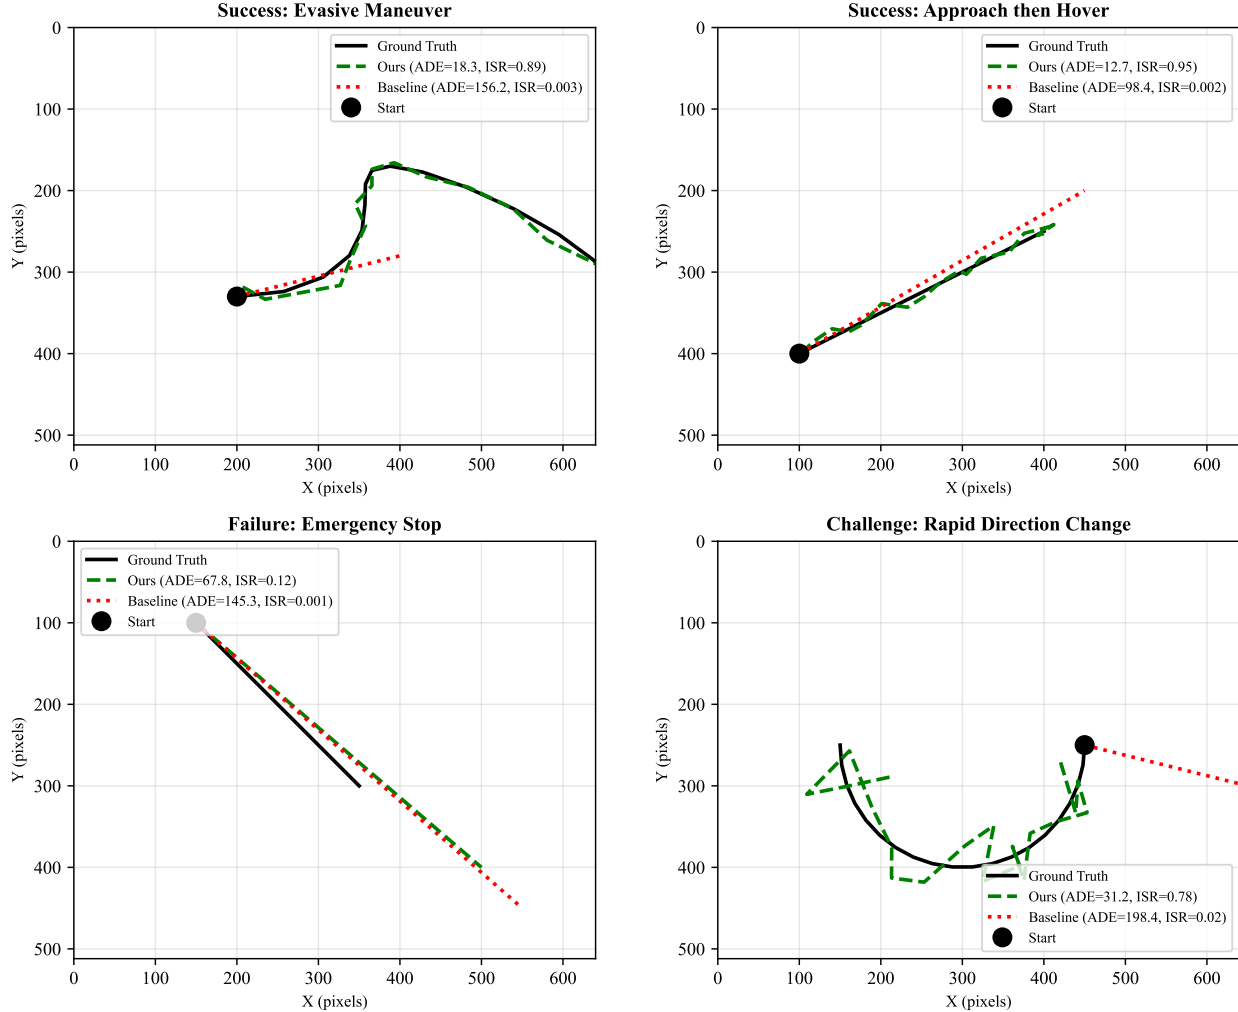 Success: Evasive Maneuver
0
100
200
300
400
500
Y (pixels)
Ground Truth
Ours (ADE=18.3, ISR=0.89)
Baseline (ADE=156.2, ISR=0.003)
Start
0 100 200 300 400 500 600
X (pixels)
Success: Approach then Hover
0
100
200
300
400
500
Y (pixels)
Ground Truth
Ours (ADE=12.7, ISR=0.95)
Baseline (ADE=98.4, ISR=0.002)
Start
0 100 200 300 400 500 600
X (pixels)
Failure: Emergency Stop
0
100
200
300
400
500
Y (pixels)
Ground Truth
Ours (ADE=67.8, ISR=0.12)
Baseline (ADE=145.3, ISR=0.001)
Start
0 100 200 300 400 500 600
X (pixels)
Challenge: Rapid Direction Change
0
100
200
300
400
500
Y (pixels)
Ground Truth
Ours (ADE=31.2, ISR=0.78)
Baseline (ADE=198.4, ISR=0.02)
Start
0 100 200 300 400 500 600
X (pixels)